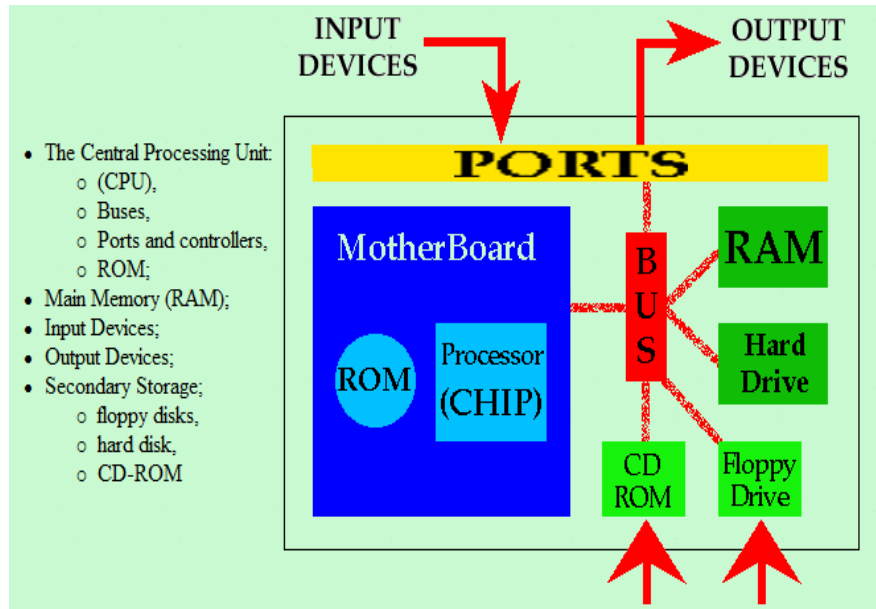 INPUT
DEVICES
OUTPUT
DEVICES
• The Central Processing Unit:
o (CPU),
o Buses,
o Ports and controllers,
o ROM;
• Main Memory (RAM);
• Input Devices;
• Output Devices;
• Secondary Storage;
o floppy disks,
o hard disk,
o CD-ROM
PORTS
MotherBoard
ROM
Processor
(CHIP)
BUS
RAM
Hard
Drive
CD
ROM
Floppy
Drive